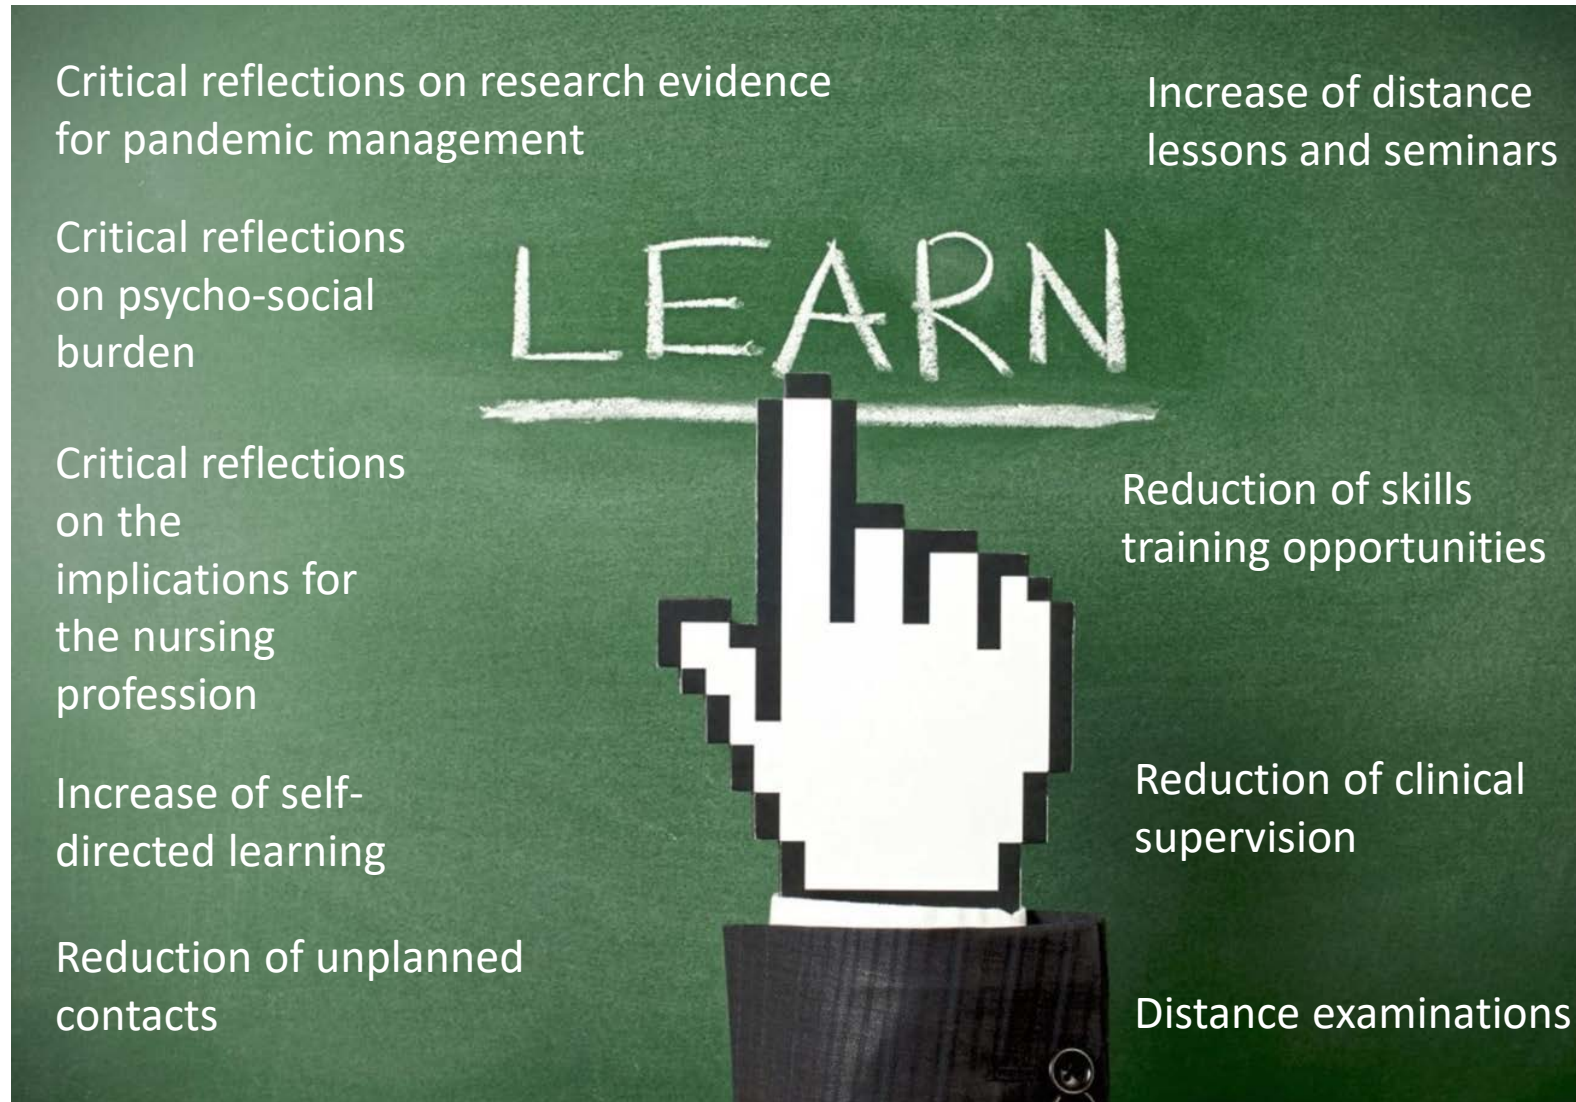 Critical reflections on research evidence
for pandemic management
Increase of distance
lessons and seminars
Critical reflections
on psycho-social
burden
LEARN
Critical reflections
on the
implications for
the nursing
profession
Reduction of skills
training opportunities
Increase of self-
directed learning
Reduction of clinical
supervision
Reduction of unplanned
contacts
Distance examinations